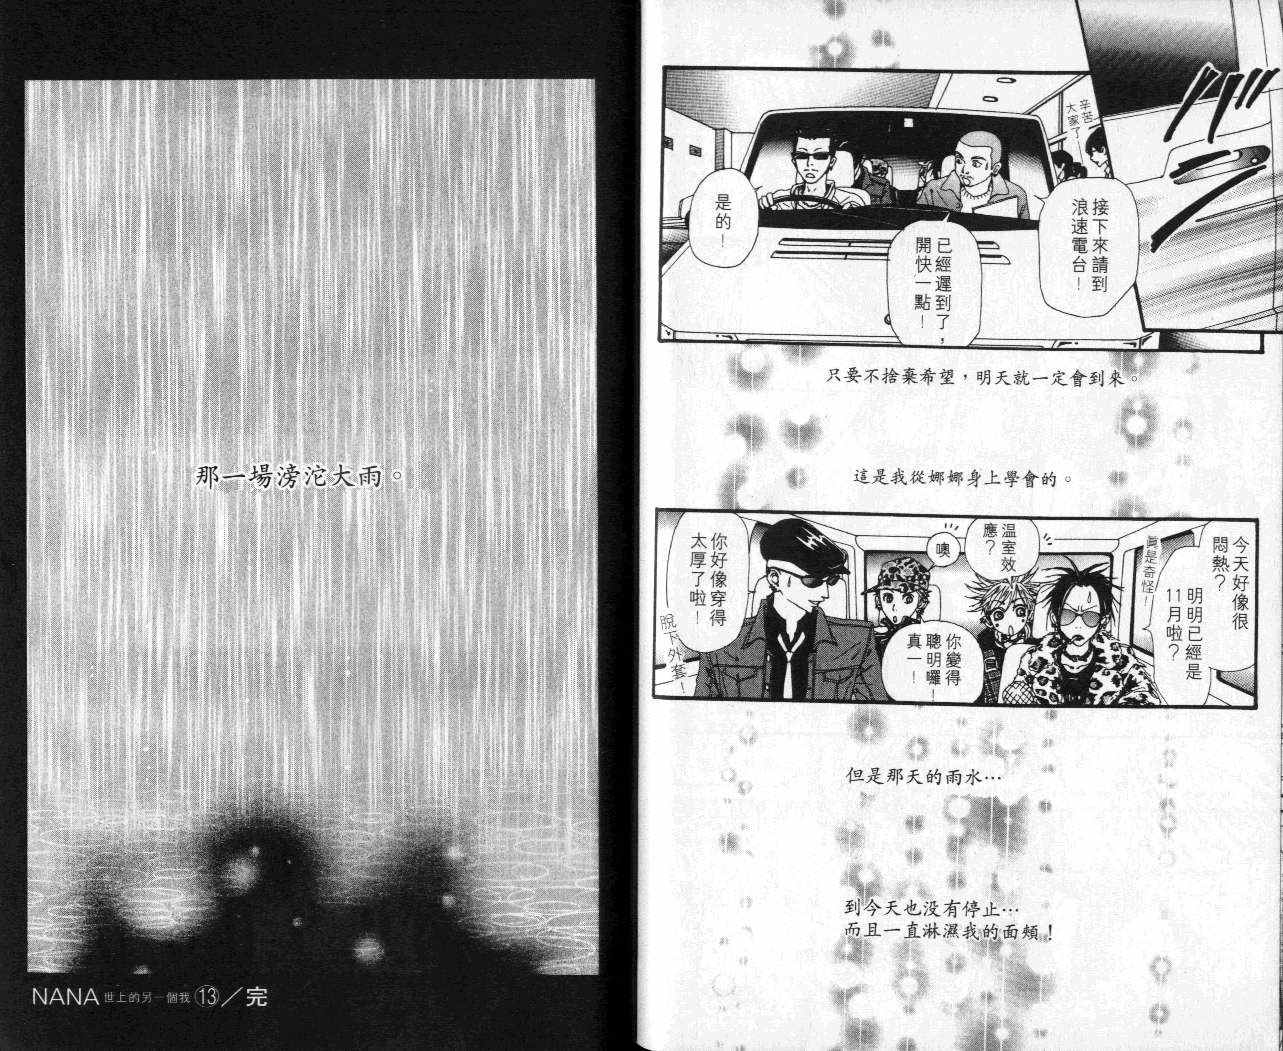 辛苦
大家了
接下來請到
浪速電台！
已經遲到了，
開快一點！
是的！
只要不捨棄希望，明天就一定會到來。
這是我從娜娜身上學會的。
今天好像很
悶熱？
明明已經是
11月啦？
真是奇怪！
溫室效
應？
噢
你變得
聰明囉！
真一！
你好像穿得
太厚了啦！
脫下外套！
但是那天的雨水…
到今天也沒有停止…
而且一直淋濕我的面頰！
那一場滂沱大雨。
NANA世上的另一個我⑬／完